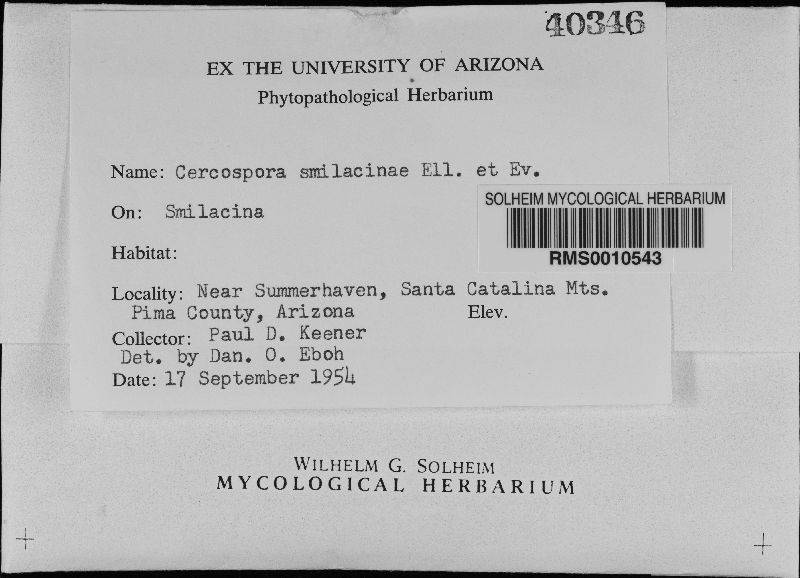 40346
EX THE UNIVERSITY OF ARIZONA
Phytopathological Herbarium
Name: Cercospora smilacinae Ell. et Ev.
On: Smilacina
SOLHEIM MYCOLOGICAL HERBARIUM
RMS0010543
Habitat:
Locality: Near Summerhaven, Santa Catalina Mts.
Pima County, Arizona Elev.
Collector: Paul D. Keener
Det. by Dan. O. Eboh
Date: 17 September 1954
WILHELM G. SOLHEIM
MYCOLOGICAL HERBARIUM